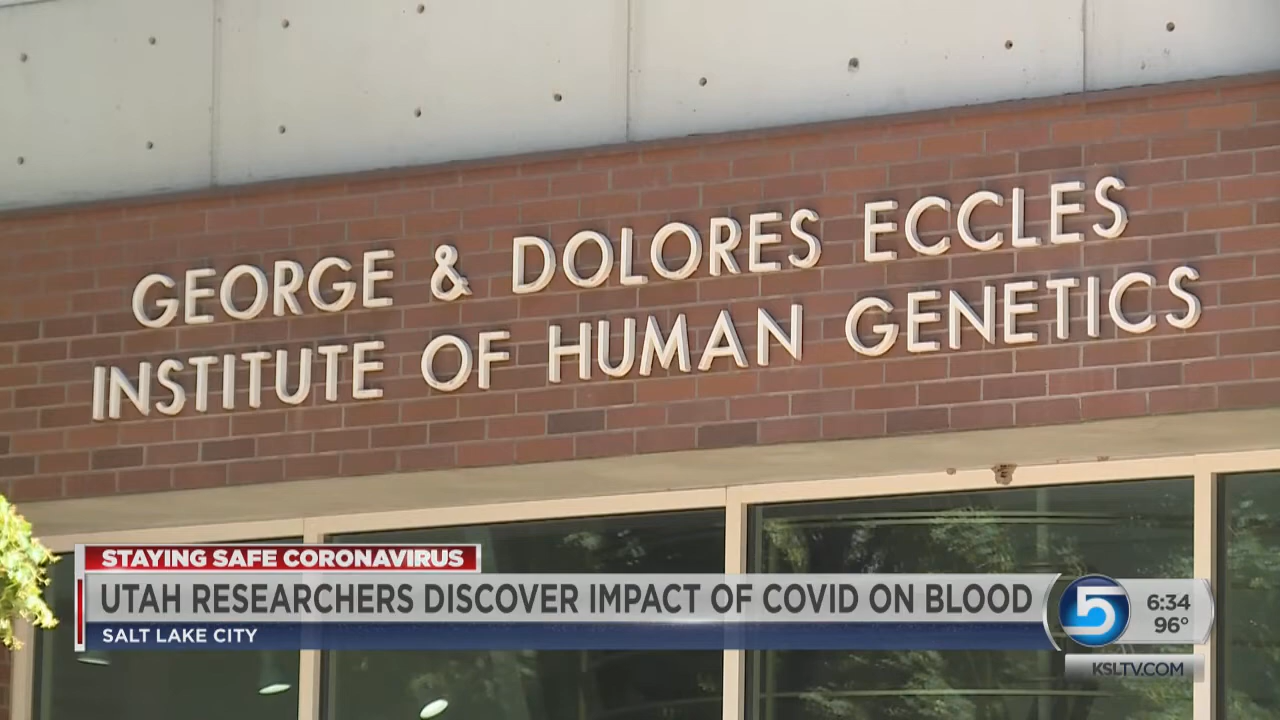 GEORGE & DOLORES ECCLES
INSTITUTE OF HUMAN GENETICS
STAYING SAFE CORONAVIRUS
UTAH RESEARCHERS DISCOVER IMPACT OF COVID ON BLOOD
SALT LAKE CITY
5
6:34
96°
KSLTV.COM